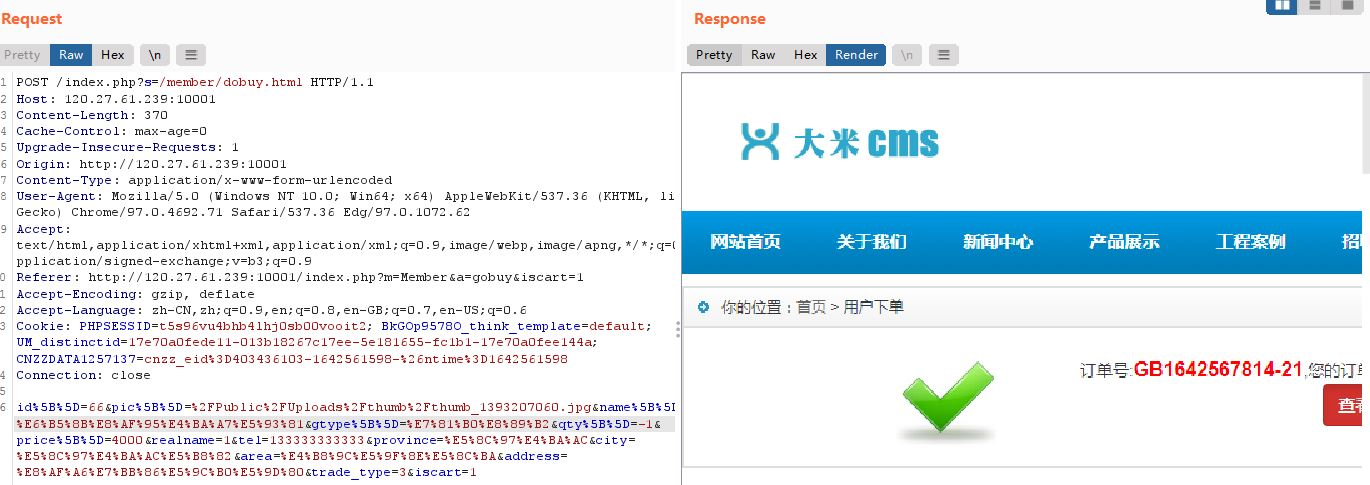 Request
Response
Pretty Raw Hex \n
Pretty Raw Hex Render \n
1 POST /index.php?s=/member/dobuy.html HTTP/1.1
2 Host: 120.27.61.239:10001
3 Content-Length: 370
4 Cache-Control: max-age=0
5 Upgrade-Insecure-Requests: 1
6 Origin: http://120.27.61.239:10001
7 Content-Type: application/x-www-form-urlencoded
8 User-Agent: Mozilla/5.0 (Windows NT 10.0; Win64; x64) AppleWebKit/537.36 (KHTML, li
Gecko) Chrome/97.0.4692.71 Safari/537.36 Edg/97.0.1072.62
9 Accept:
text/html,application/xhtml+xml,application/xml;q=0.9,image/webp,image/apng,*/*;q=0
pplication/signed-exchange;v=b3;q=0.9
0 Referer: http://120.27.61.239:10001/index.php?m=Member&a=gobuy&iscart=1
1 Accept-Encoding: gzip, deflate
2 Accept-Language: zh-CN,zh;q=0.9,en;q=0.8,en-GB;q=0.7,en-US;q=0.6
3 Cookie: PHPSESSID=t5s96vu4bhb4lhj0sb00vooit2; BkGOp9578O_think_template=default;
UM_distinctid=17e70a0fede11-013b18267c17ee-5e181655-fc1b1-17e70a0fee144a;
CNZZDATA1257137=cnzz_eid%3D403436103-1642561598-%26ntime%3D1642561598
4 Connection: close
5
6 id%5B%5D=66&pic%5B%5D=%2FPublic%2FUploads%2Fthumb%2Fthumb_1393207060.jpg&name%5B%5D
%E6%B5%8B%E8%AF%95%E4%BA%A7%E5%93%81&gtype%5B%5D=%E7%81%B0%E8%89%B2&qty%5B%5D=-1&
price%5B%5D=4000&realname=1&tel=133333333333&province=%E5%8C%97%E4%BA%AC&city=
%E5%8C%97%E4%BA%AC%E5%B8%82&area=%E4%B8%9C%E5%9F%8E%E5%8C%BA&address=
%E8%AF%A6%E7%BB%86%E5%9C%B0%E5%9D%80&trade_type=3&iscart=1
大米cms
网站首页 关于我们 新闻中心 产品展示 工程案例 招
你的位置：首页 > 用户下单
订单号:GB1642567814-21,您的订单
查看